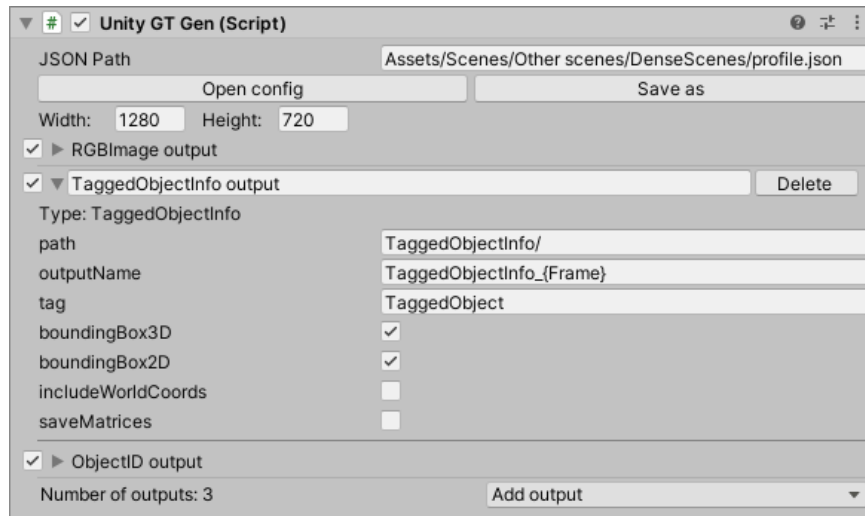 Unity GT Gen (Script)
JSON Path Assets/Scenes/Other scenes/DenseScenes/profile.json
Open config Save as
Width: 1280 Height: 720
RGBImage output
TaggedObjectInfo output Delete
Type: TaggedObjectInfo
path TaggedObjectInfo/
outputName TaggedObjectInfo_{Frame}
tag TaggedObject
boundingBox3D
boundingBox2D
includeWorldCoords
saveMatrices
ObjectID output
Number of outputs: 3 Add output